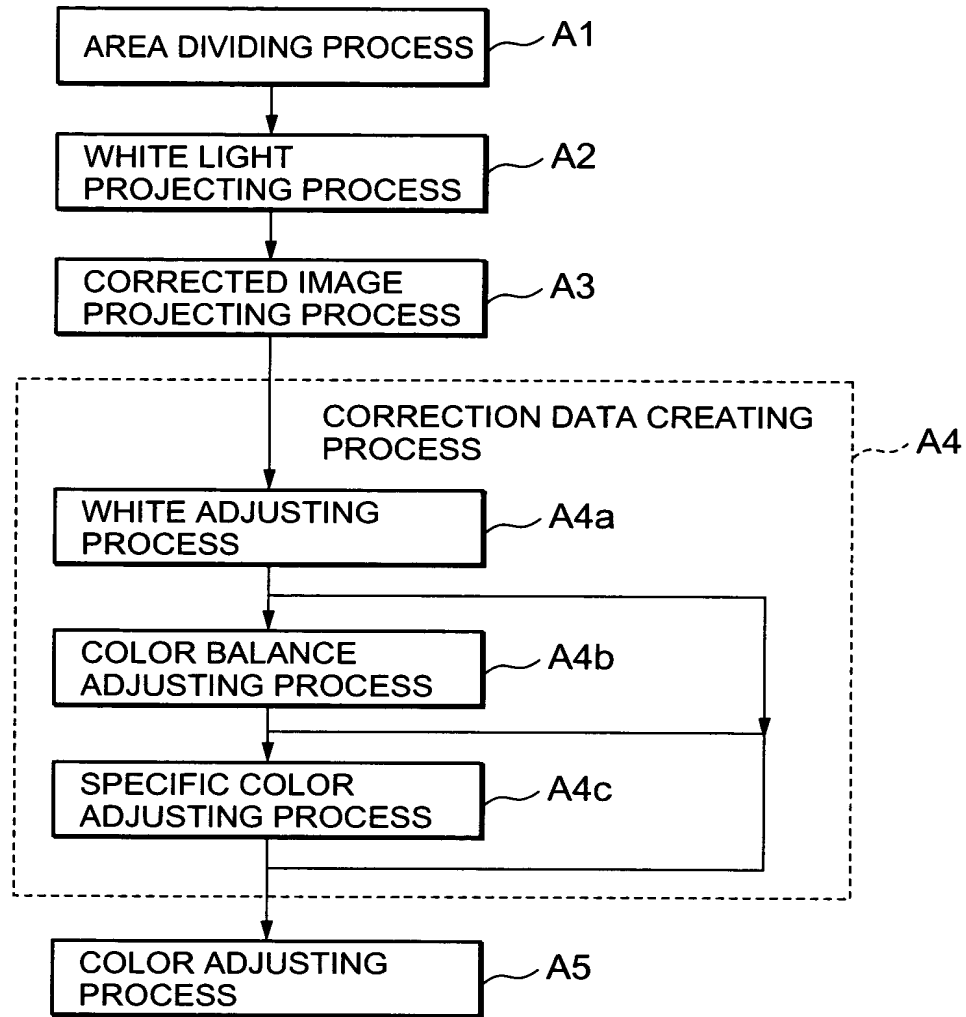 AREA DIVIDING PROCESS
A1
WHITE LIGHT
PROJECTING PROCESS
A2
CORRECTED IMAGE
PROJECTING PROCESS
A3
CORRECTION DATA CREATING
PROCESS
A4
WHITE ADJUSTING
PROCESS
A4a
COLOR BALANCE
ADJUSTING PROCESS
A4b
SPECIFIC COLOR
ADJUSTING PROCESS
A4c
COLOR ADJUSTING
PROCESS
A5